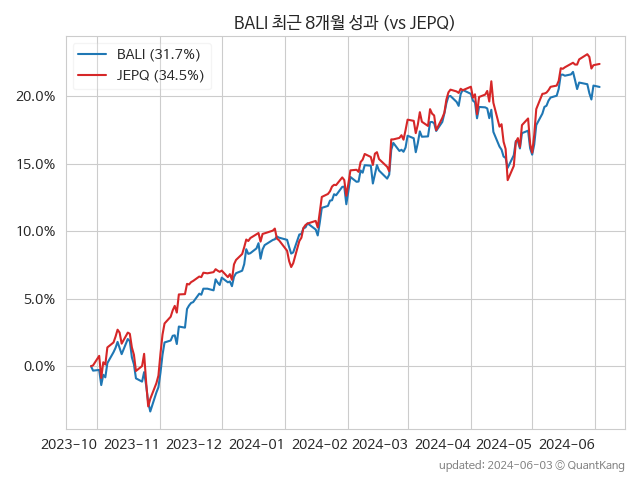 BALI 최근 8개월 성과 (vs JEPQ)
BALI (31.7%)
JEPQ (34.5%)
20.0%
15.0%
10.0%
5.0%
0.0%
2023-10 2023-11 2023-12 2024-01 2024-02 2024-03 2024-04 2024-05 2024-06
updated: 2024-06-03 © QuantKang